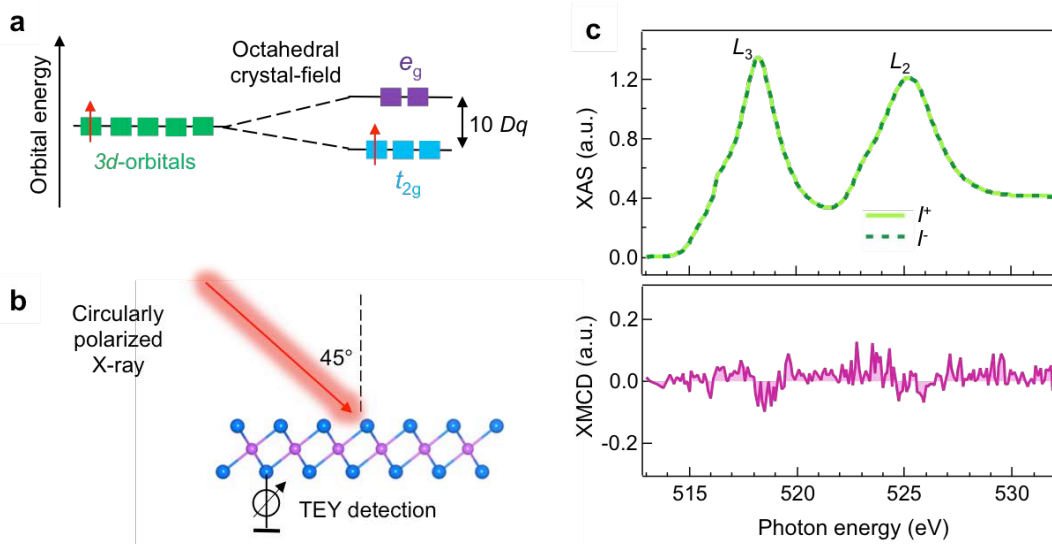 a
Orbital energy
Octahedral
crystal-field
e_g
10 Dq
3d-orbitals
t_2g
b
Circularly
polarized
X-ray
45°
TEY detection
c
L_3
L_2
XAS (a.u.)
1.2
0.8
0.4
0.0
I^+
I^-
XMCD (a.u.)
0.2
0.0
-0.2
515
520
525
530
Photon energy (eV)